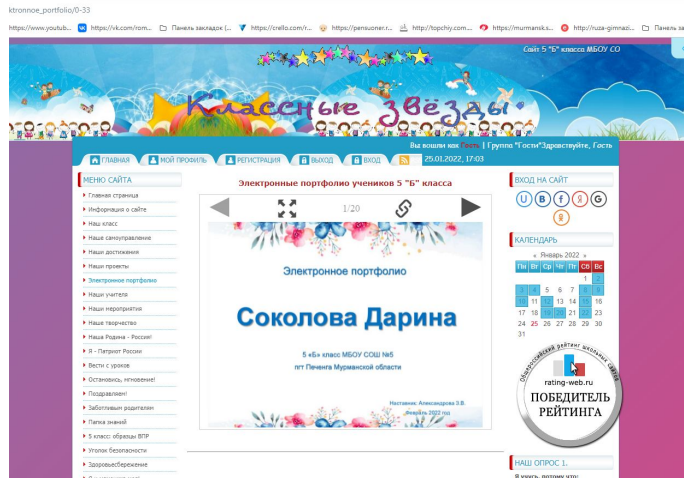 ktronnoe_portfolio/0-33
https://www.youtub... https://vk.com/rom... Панель закладок (... https://crello.com/r... https://pensuoner.r... http://topchiy.com... https://murmansk.s... http://ruza-gimnazi... Панель за
Сайт 5 "Б" класса МБОУ СО
Классные звёзды
Вы вошли как Гость | Группа "Гости"Здравствуйте, Гость
ГЛАВНАЯ МОЙ ПРОФИЛЬ РЕГИСТРАЦИЯ ВЫХОД ВХОД 25.01.2022, 17:03
МЕНЮ САЙТА
Главная страница
Информация о сайте
Наш класс
Наше самоуправление
Наши достижения
Наши проекты
Электронное портфолио
Наши учителя
Наши мероприятия
Наше творчество
Наша Родина - Россия!
Я - Патриот России
Вести с уроков
Остановись, мгновение!
Поздравляем!
Заботливым родителям
Папка знаний
5 класс: образцы ВПР
Уголок безопасности
Здоровьесбережение
Электронные портфолио учеников 5 "Б" класса
1/20
Электронное портфолио
Соколова Дарина
5 «Б» класс МБОУ СОШ №5
пгт Печенга Мурманской области
Наставник: Александрова З.В.
Январь 2022 год
ВХОД НА САЙТ
U B f Я G
КАЛЕНДАРЬ
« Январь 2022 »
Пн Вт Ср Чт Пт Сб Вс
1 2
3 4 5 6 7 8 9
10 11 12 13 14 15 16
17 18 19 20 21 22 23
24 25 26 27 28 29 30
31
Общероссийский рейтинг школьных сайтов
rating-web.ru
ПОБЕДИТЕЛЬ
РЕЙТИНГА
НАШ ОПРОС 1.
Я учусь, потому что: